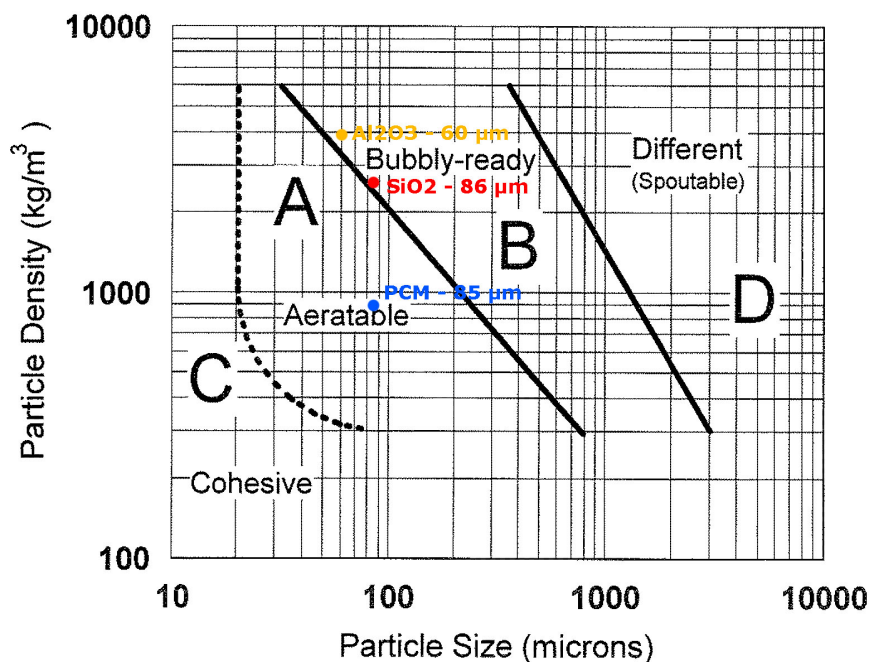 10000
Al2O3 - 60 µm
Bubbly-ready
Different
(Spoutable)
SiO2 - 86 µm
A
B
D
1000
PCM - 85 µm
Aeratable
C
Cohesive
100
10
100
1000
10000
Particle Size (microns)
Particle Density (kg/m³)